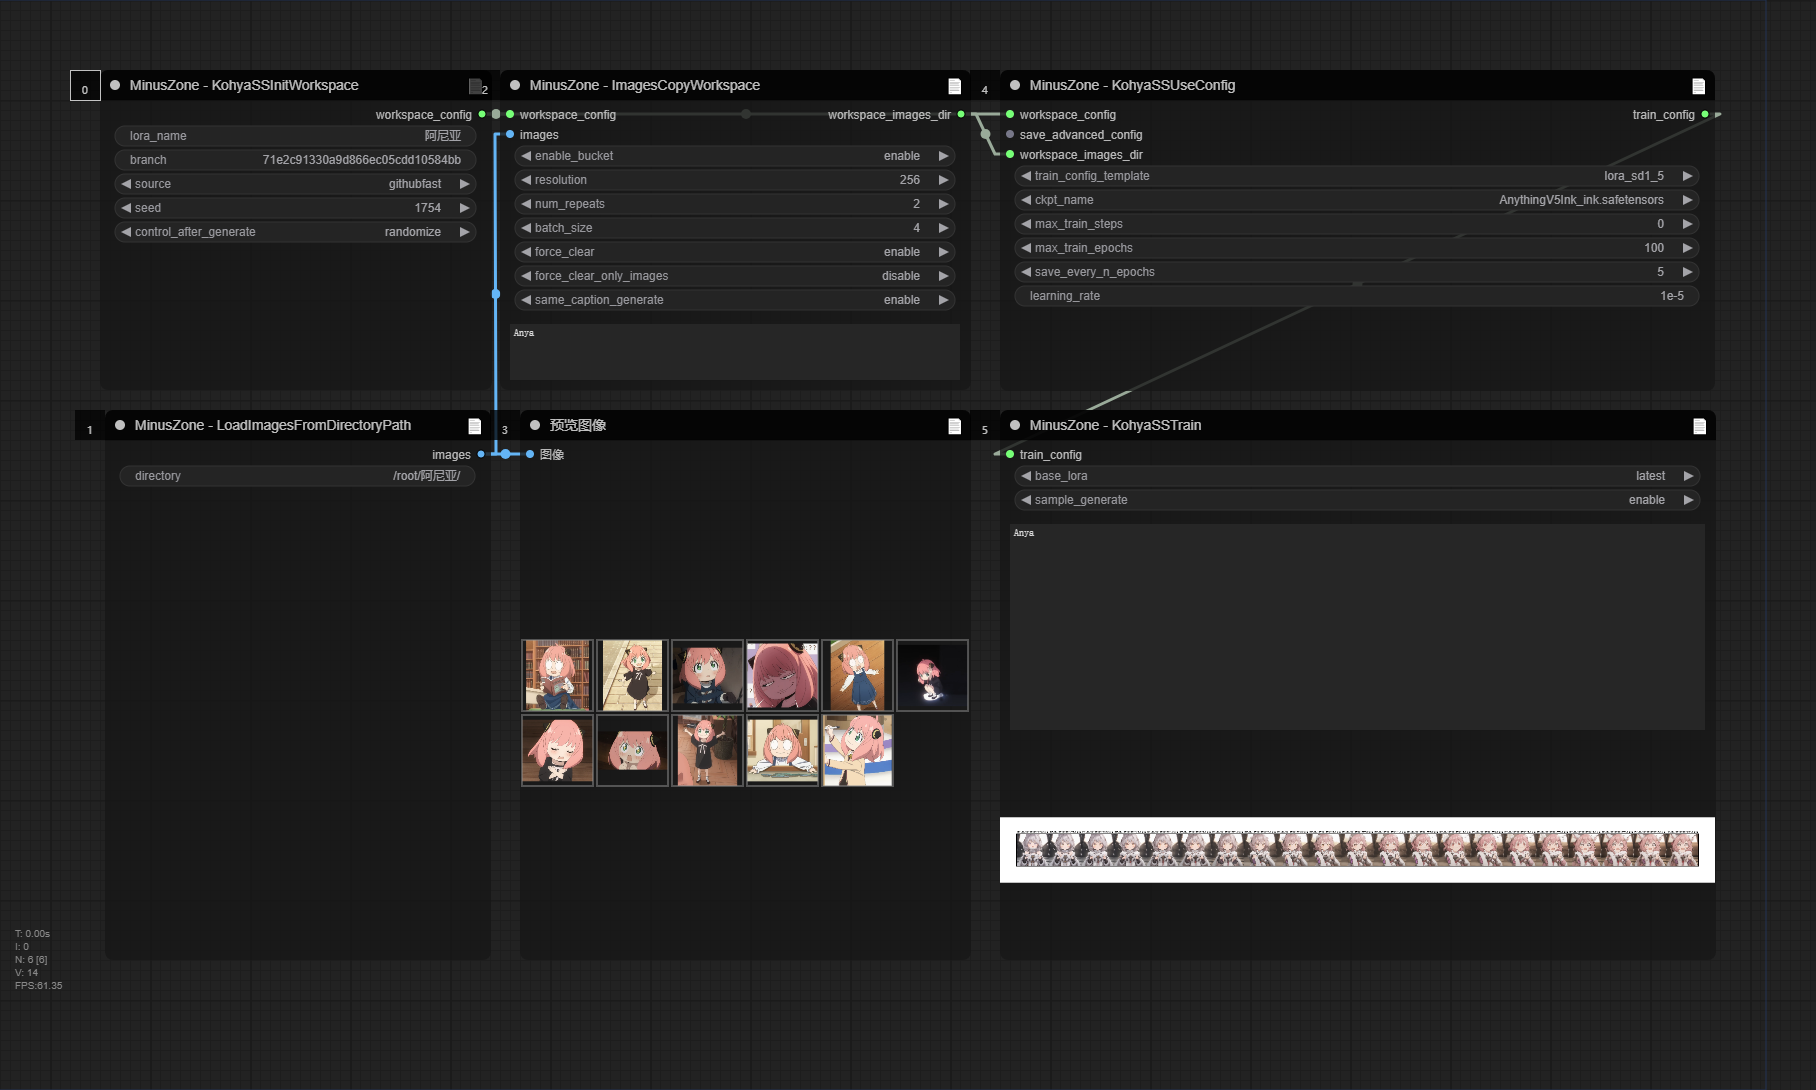 0
MinusZone - KohyaSSInitWorkspace
workspace_config
lora_name 阿尼亚
branch 71e2c91330a9d866ec05cdd10584bb
source githubfast
seed 1754
control_after_generate randomize
2
MinusZone - ImagesCopyWorkspace
workspace_config workspace_images_dir
images
enable_bucket enable
resolution 256
num_repeats 2
batch_size 4
force_clear enable
force_clear_only_images disable
same_caption_generate enable
Anya
4
MinusZone - KohyaSSUseConfig
workspace_config train_config
save_advanced_config
workspace_images_dir
train_config_template lora_sd1_5
ckpt_name AnythingV5Ink_ink.safetensors
max_train_steps 0
max_train_epochs 100
save_every_n_epochs 5
learning_rate 1e-5
1
MinusZone - LoadImagesFromDirectoryPath
images
directory /root/阿尼亚/
3
预览图像
图像
5
MinusZone - KohyaSSTrain
train_config
base_lora latest
sample_generate enable
Anya
T: 0.00s
I: 0
N: 6 [6]
V: 14
FPS:61.35